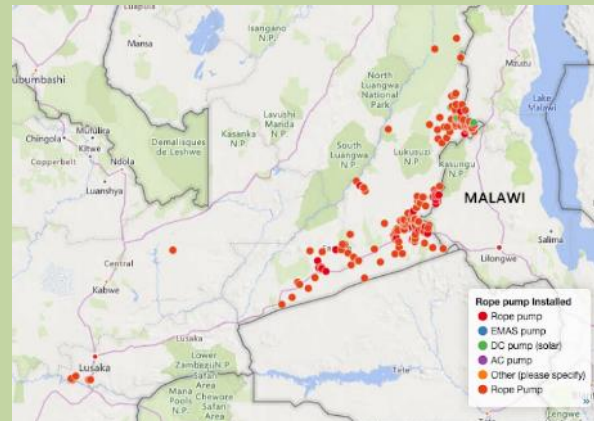 Luapula
Isangano
N.P.
Mansa
Mzuzu
North
Luangwa
National
Park
Lake
Malawi
Lavushi
Manda
N.P.
Kasanka
N.P.
Chingola
Mufulira
Kitwe
Copperbelt
Ndola
Luanshya
Demalisques
de Leshwe
South
Luangwa
N.P.
Lukusuzi
N.P.
Kasungu
N.P.
MALAWI
Salima
Lilongwe
Central
Kabwe
Lusaka
Lusaka
Lower
Zambezi
N.P.
Safari
Area
Mana
Pools
N.P.
Chewore
Safari
Area
Tete
Rope pump Installed
Rope pump
EMAS pump
DC pump (solar)
AC pump
Other (please specify)
Rope Pump
»